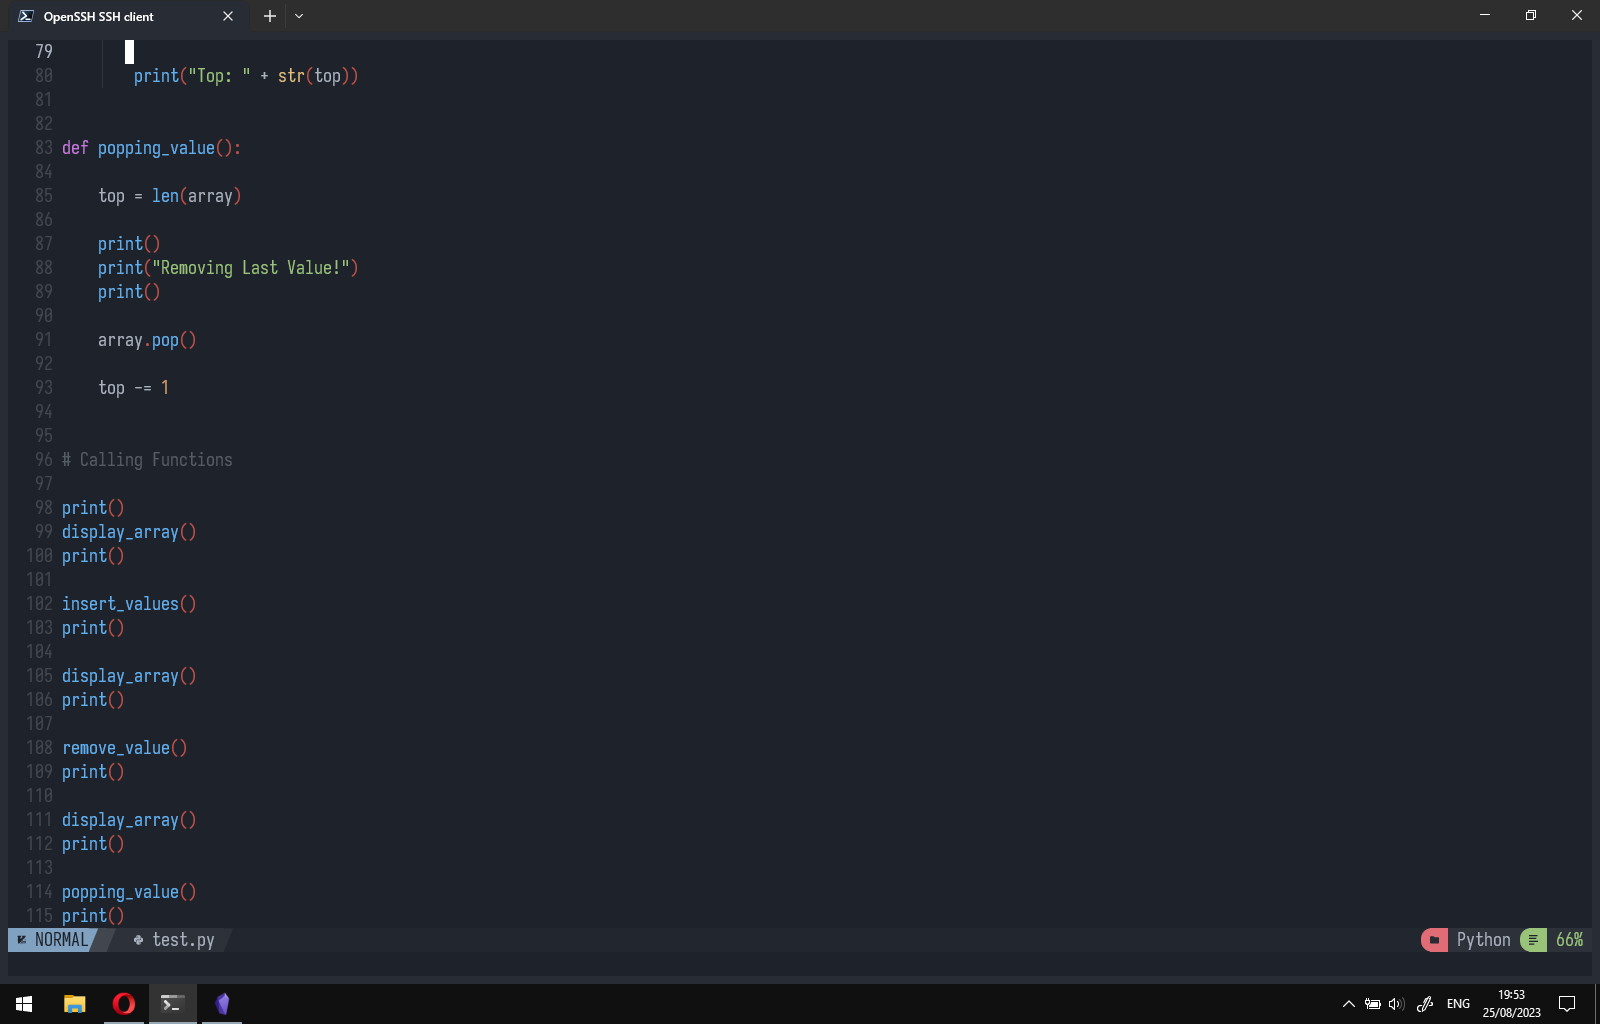 OpenSSH SSH client
79
80 print("Top: " + str(top))
81
82
83 def popping_value():
84
85 top = len(array)
86
87 print()
88 print("Removing Last Value!")
89 print()
90
91 array.pop()
92
93 top -= 1
94
95
96 # Calling Functions
97
98 print()
99 display_array()
100 print()
101
102 insert_values()
103 print()
104
105 display_array()
106 print()
107
108 remove_value()
109 print()
110
111 display_array()
112 print()
113
114 popping_value()
115 print()
NORMAL test.py Python 66%
ENG 19:53
25/08/2023